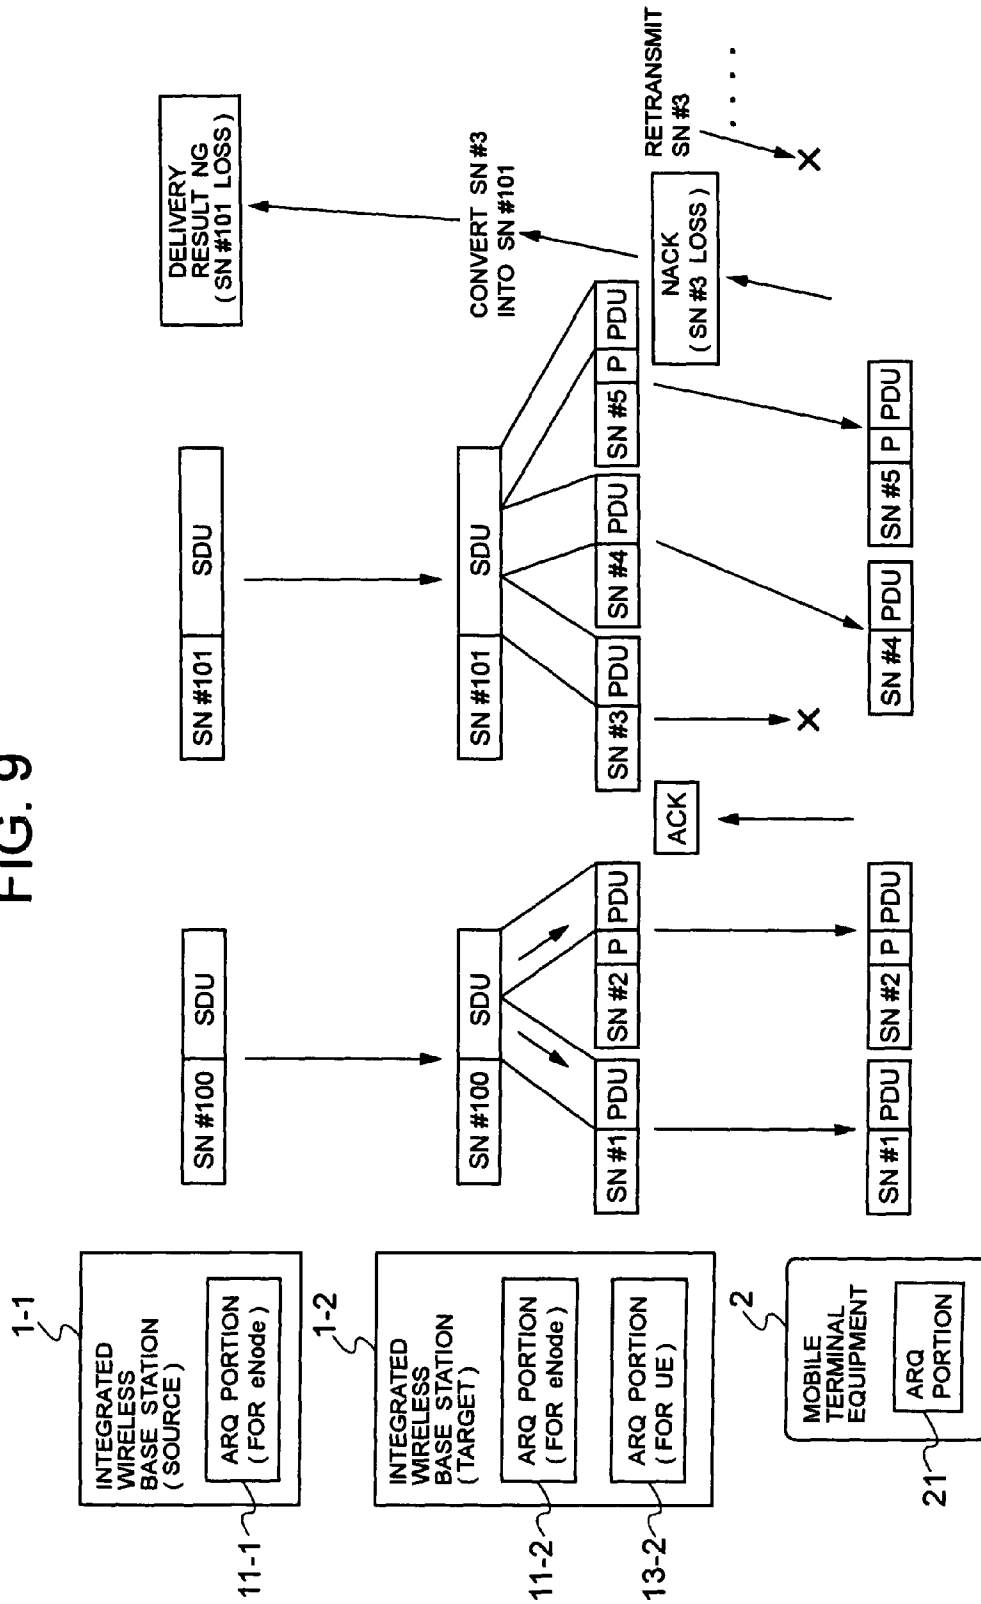 FIG. 9
1-1
INTEGRATED
WIRELESS
BASE STATION
(SOURCE)
ARQ PORTION
(FOR eNode)
11-1
SN #100 SDU
SN #101 SDU
DELIVERY
RESULT NG
(SN #101 LOSS)
1-2
INTEGRATED
WIRELESS
BASE STATION
(TARGET)
ARQ PORTION
(FOR eNode)
11-2
ARQ PORTION
(FOR UE)
13-2
SN #100 SDU
SN #101 SDU
CONVERT SN #3
INTO SN #101
SN #1 PDU
SN #2 P PDU
SN #3 PDU
SN #4 PDU
SN #5 P PDU
ACK
NACK
(SN #3 LOSS)
RETRANSMIT
SN #3
. . . . .
X
X
2
MOBILE
TERMINAL
EQUIPMENT
ARQ
PORTION
21
SN #1 PDU
SN #2 P PDU
SN #4 PDU
SN #5 P PDU